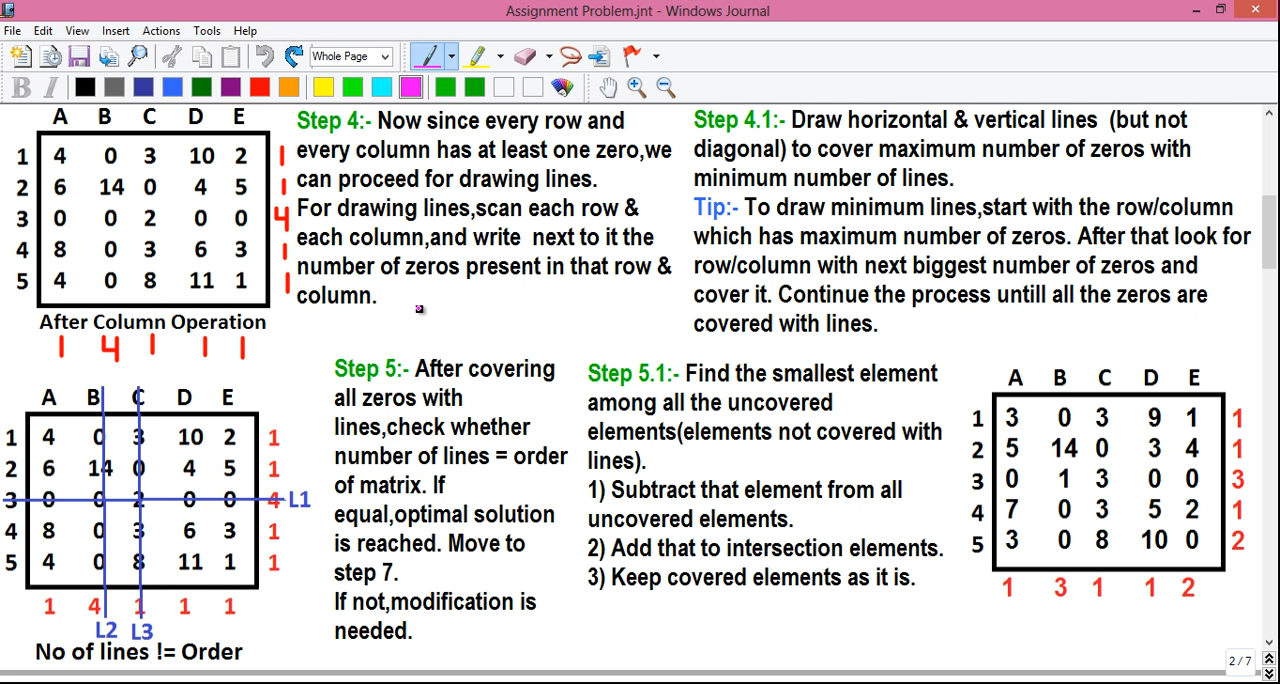 Assignment Problem.jnt - Windows Journal
File Edit View Insert Actions Tools Help
Whole Page
B I
A B C D E
1 4 0 3 10 2 1
2 6 14 0 4 5 1
3 0 0 2 0 0 4
4 8 0 3 6 3 1
5 4 0 8 11 1 1
After Column Operation
1 4 1 1 1
Step 4:- Now since every row and
every column has at least one zero,we
can proceed for drawing lines.
For drawing lines,scan each row &
each column,and write next to it the
number of zeros present in that row &
column.
Step 4.1:- Draw horizontal & vertical lines (but not
diagonal) to cover maximum number of zeros with
minimum number of lines.
Tip:- To draw minimum lines,start with the row/column
which has maximum number of zeros. After that look for
row/column with next biggest number of zeros and
cover it. Continue the process untill all the zeros are
covered with lines.
A B C D E
1 4 0 3 10 2 1
2 6 14 0 4 5 1
3 0 0 2 0 0 4 L1
4 8 0 3 6 3 1
5 4 0 8 11 1 1
1 4 1 1 1
L2 L3
No of lines != Order
Step 5:- After covering
all zeros with
lines,check whether
number of lines = order
of matrix. If
equal,optimal solution
is reached. Move to
step 7.
If not,modification is
needed.
Step 5.1:- Find the smallest element
among all the uncovered
elements(elements not covered with
lines).
1) Subtract that element from all
uncovered elements.
2) Add that to intersection elements.
3) Keep covered elements as it is.
A B C D E
1 3 0 3 9 1 1
2 5 14 0 3 4 1
3 0 1 3 0 0 3
4 7 0 3 5 2 1
5 3 0 8 10 0 2
1 3 1 1 2
2 / 7